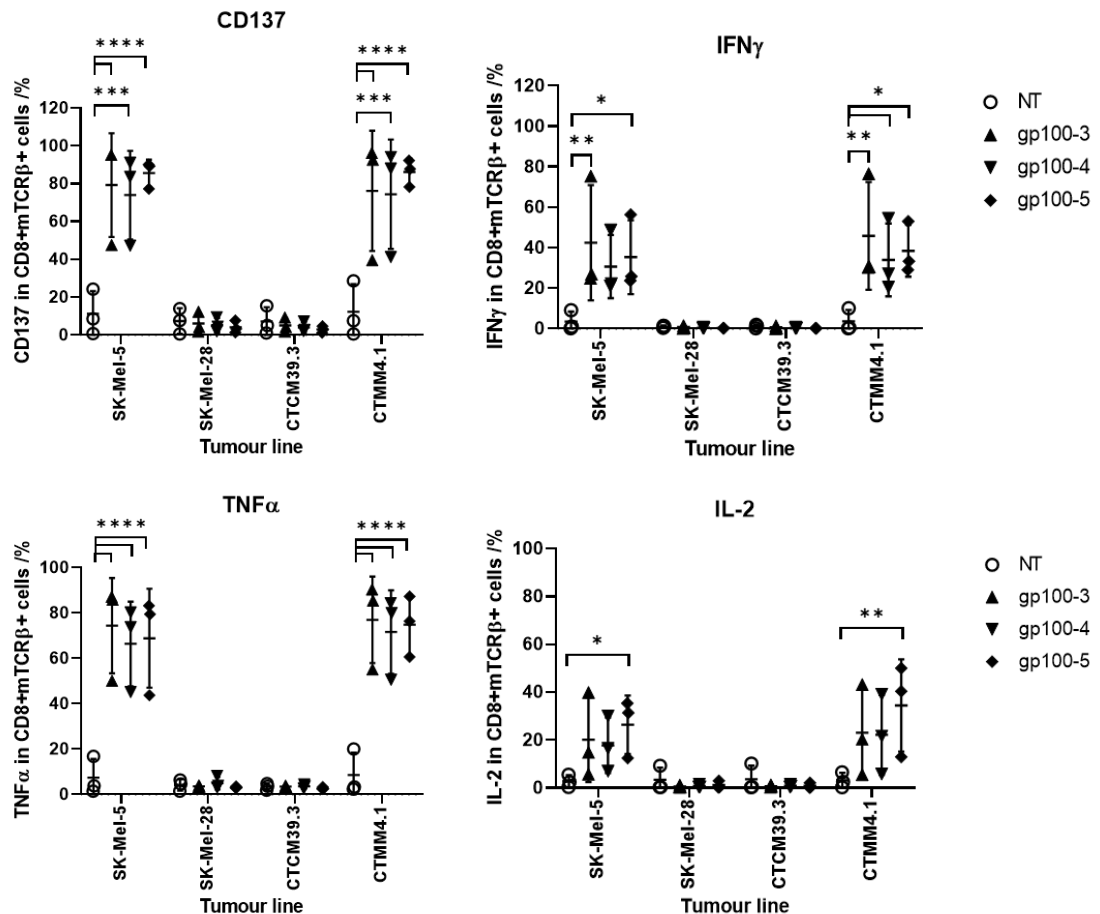 CD137
****
****
***
***
CD137 in CD8+mTCRβ+ cells /%
120
100
80
60
40
20
0
SK-Mel-5
SK-Mel-28
CTCM39.3
CTMM4.1
Tumour line
IFNγ
*
*
**
**
IFNγ in CD8+mTCRβ+ cells /%
120
100
80
60
40
20
0
SK-Mel-5
SK-Mel-28
CTCM39.3
CTMM4.1
Tumour line
NT
gp100-3
gp100-4
gp100-5
TNFα
****
****
TNFα in CD8+mTCRβ+ cells /%
100
80
60
40
20
0
SK-Mel-5
SK-Mel-28
CTCM39.3
CTMM4.1
Tumour line
IL-2
*
**
IL-2 in CD8+mTCRβ+ cells /%
100
80
60
40
20
0
SK-Mel-5
SK-Mel-28
CTCM39.3
CTMM4.1
Tumour line
NT
gp100-3
gp100-4
gp100-5